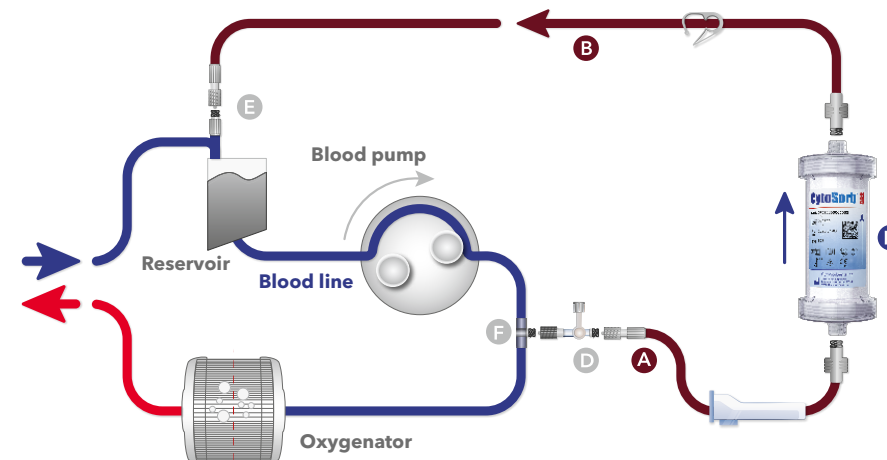 B
E
Blood pump
CytoSorb
Reservoir
Blood line
F
D
A
Oxygenator